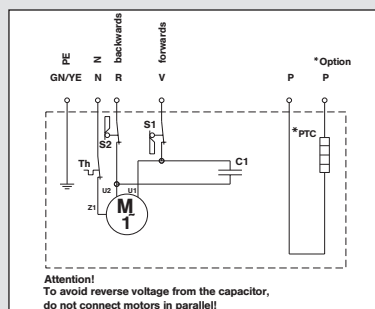 PE
N
backwards
forwards
*Option
GN/YE
N
R
V
P
P
S1
*PTC
S2
Th
C1
U2
U1
Z1
M
1~
Attention!
To avoid reverse voltage from the capacitor,
do not connect motors in parallel!